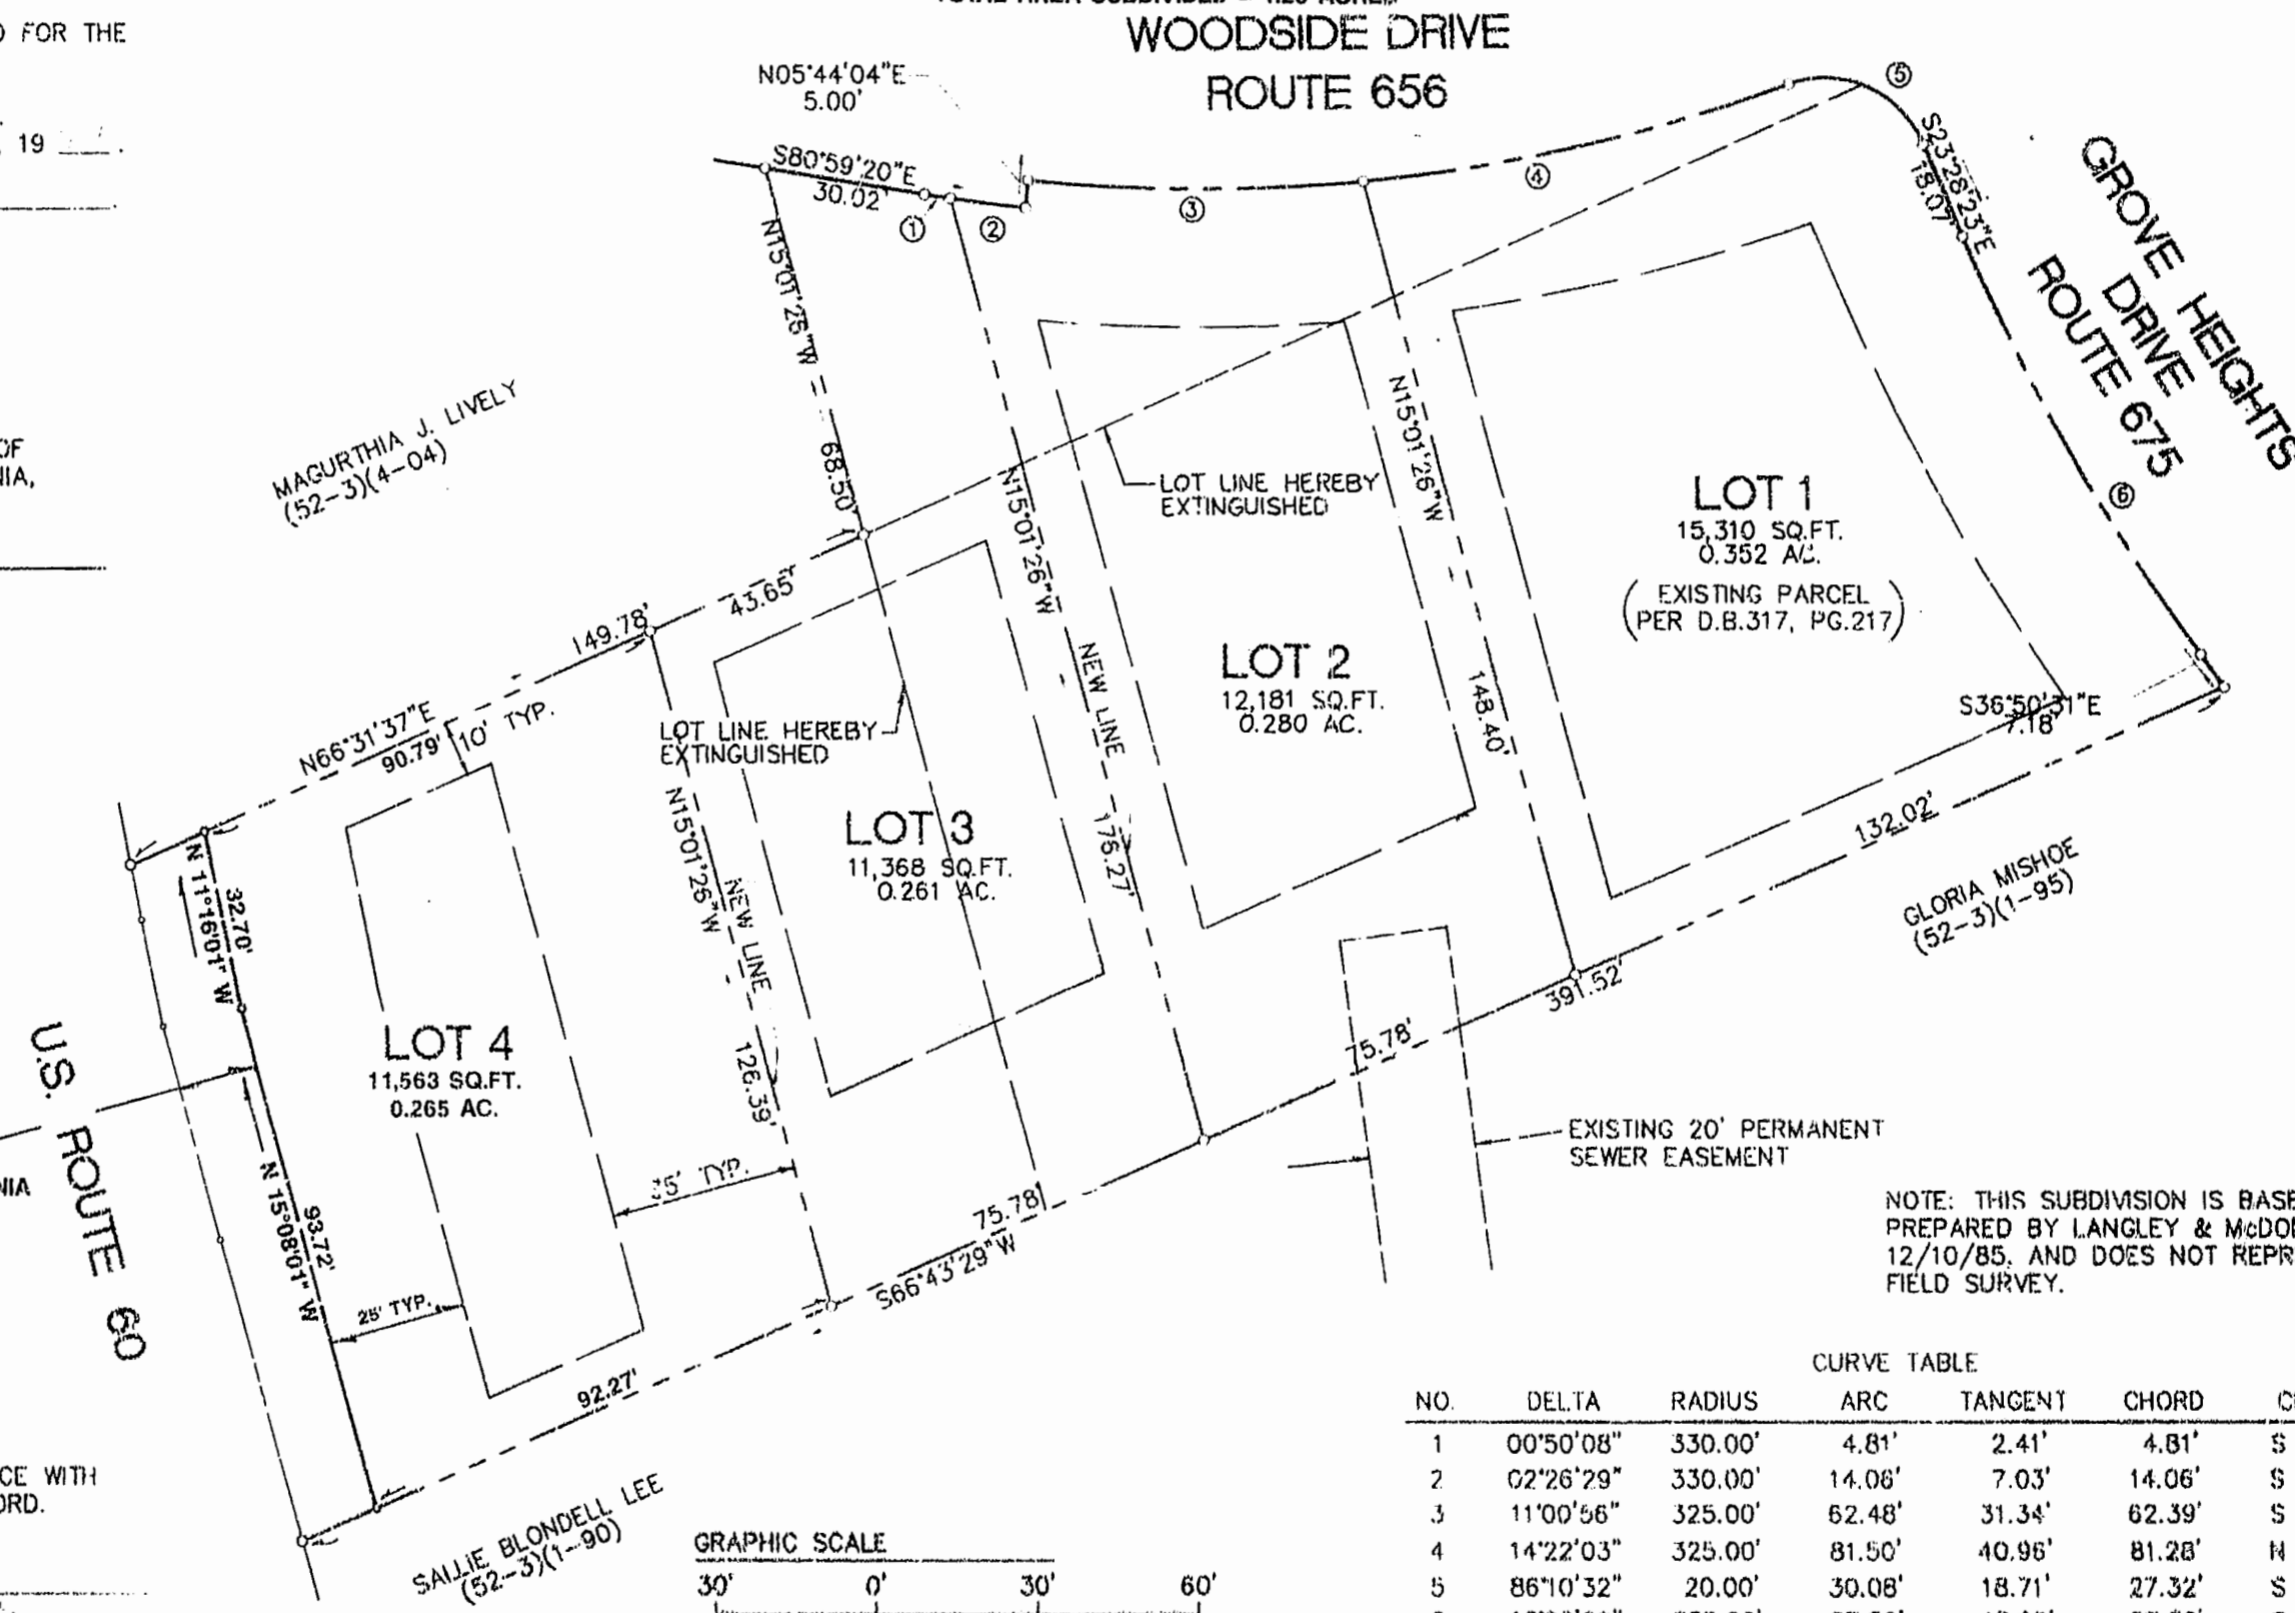 FOR THE
19
OF
NIA,
NIA
CE WITH
ORD.
WOODSIDE DRIVE
ROUTE 656
N05°44'04"E
5.00'
S80°59'20"E
30.02'
1
2
3
4
5
S23°28'23"E
18.07'
GROVE HEIGHTS
DRIVE
ROUTE 675
6
MAGURTHIA J. LIVELY
(52-3)(4-04)
N15°01'26"W
68.50'
LOT LINE HEREBY
EXTINGUISHED
N15°01'26"W
NEW LINE
176.27'
N15°01'26"W
148.40'
LOT 1
15,310 SQ.FT.
0.352 AC.
(EXISTING PARCEL
PER D.B.317, PG.217)
S36°50'31"E
7.18'
LOT 2
12,181 SQ.FT.
0.280 AC.
149.78'
43.65'
N66°31'37"E
90.79'
10' TYP.
LOT LINE HEREBY
EXTINGUISHED
N15°01'26"W
NEW LINE
126.39'
LOT 3
11,368 SQ.FT.
0.261 AC.
32.70'
N 11°16'01" W
LOT 4
11,563 SQ.FT.
0.265 AC.
93.72'
N 15°08'01" W
U.S. ROUTE 60
25' TYP.
TYP.
132.02'
GLORIA MISHOE
(52-3)(1-95)
391.52'
75.78'
75.78'
S66°43'29"W
92.27'
EXISTING 20' PERMANENT
SEWER EASEMENT
SALLIE BLONDELL LEE
(52-3)(1-90)
NOTE: THIS SUBDIVISION IS BASE
PREPARED BY LANGLEY & McDO
12/10/85, AND DOES NOT REPR
FIELD SURVEY.
GRAPHIC SCALE
30' 0' 30' 60'
CURVE TABLE
NO. DELTA RADIUS ARC TANGENT CHORD
1 00°50'08" 330.00' 4.81' 2.41' 4.81' S
2 02°26'29" 330.00' 14.06' 7.03' 14.06' S
3 11°00'56" 325.00' 62.48' 31.34' 62.39' S
4 14°22'03" 325.00' 81.50' 40.96' 81.28' N
5 86°10'32" 20.00' 30.08' 18.71' 27.32' S